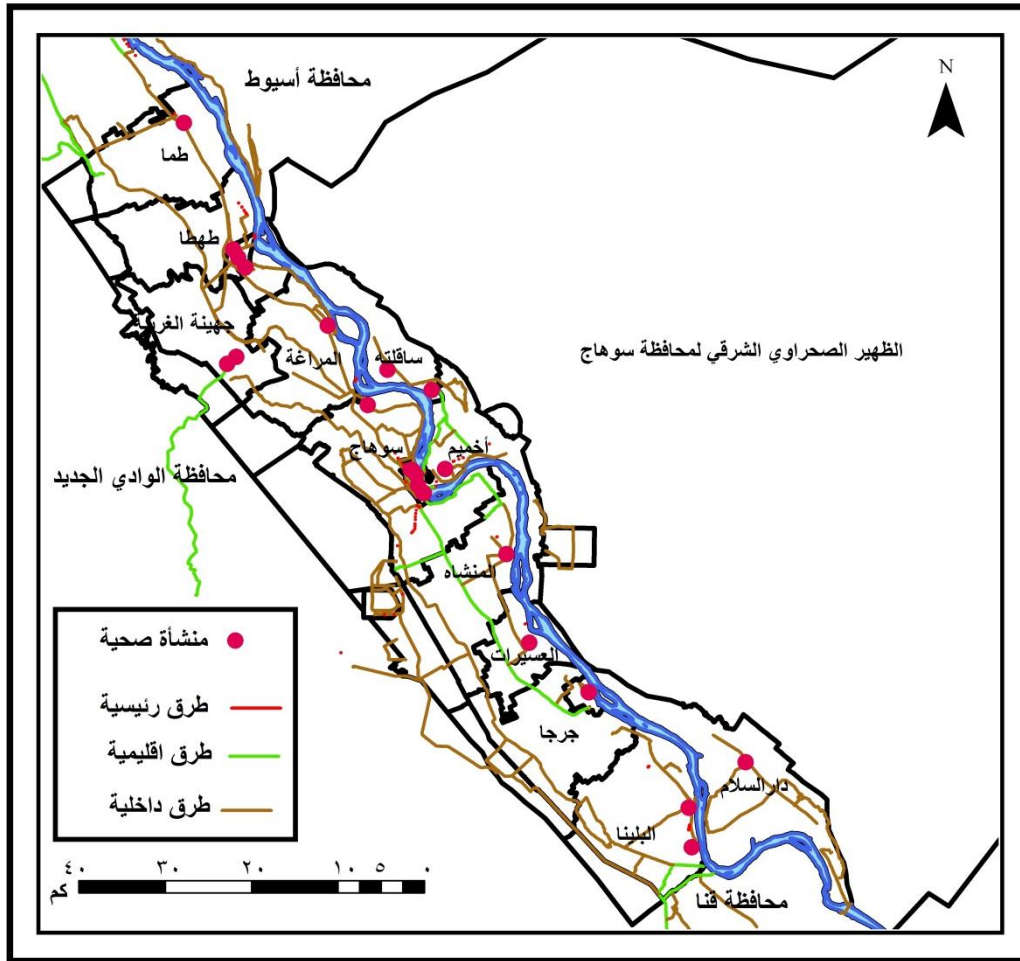 N
محافظة أسيوط
طما
طهطا
جهينة الغربية
الظهير الصحراوي الشرقي لمحافظة سوهاج
ساقلته
المراغة
أخميم
سوهاج
محافظة الوادي الجديد
المنشاه
العسيرات
جرجا
دارالسلام
البلينا
محافظة قنا
منشأة صحية
طرق رئيسية
طرق اقليمية
طرق داخلية
٤٠ ٣٠ ٢٠ ١٠ ٥ ٠
كم